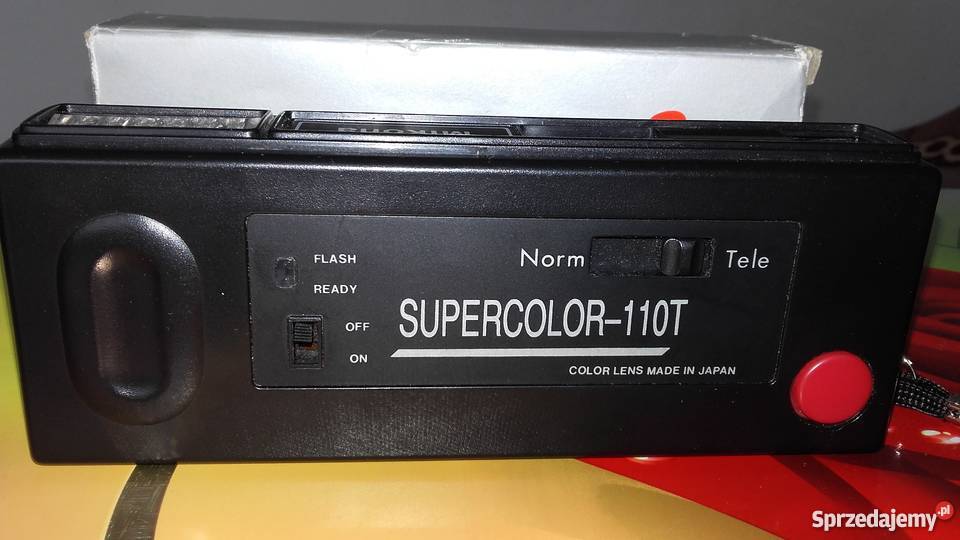 Norm Tele
FLASH
READY
OFF
ON
SUPERCOLOR-110T
COLOR LENS MADE IN JAPAN
Sprzedajemy.pl